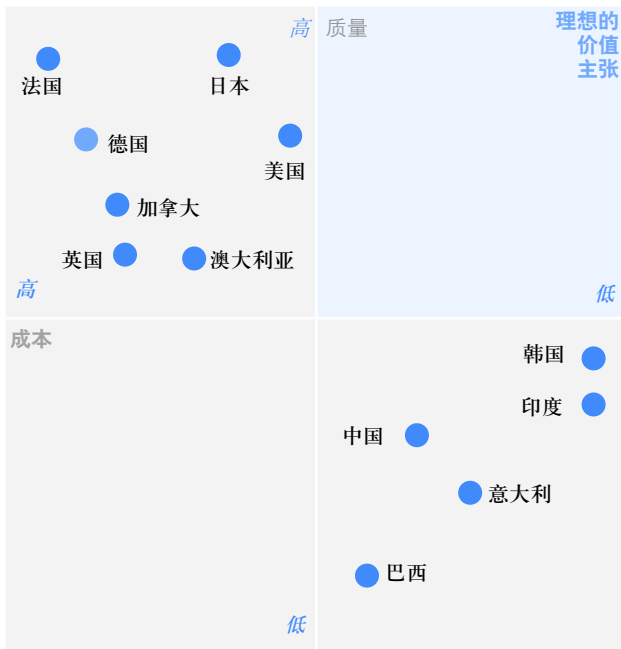 高
质量
理想的
价值
主张
法国
日本
德国
美国
加拿大
英国
澳大利亚
高
低
成本
韩国
印度
中国
意大利
巴西
低